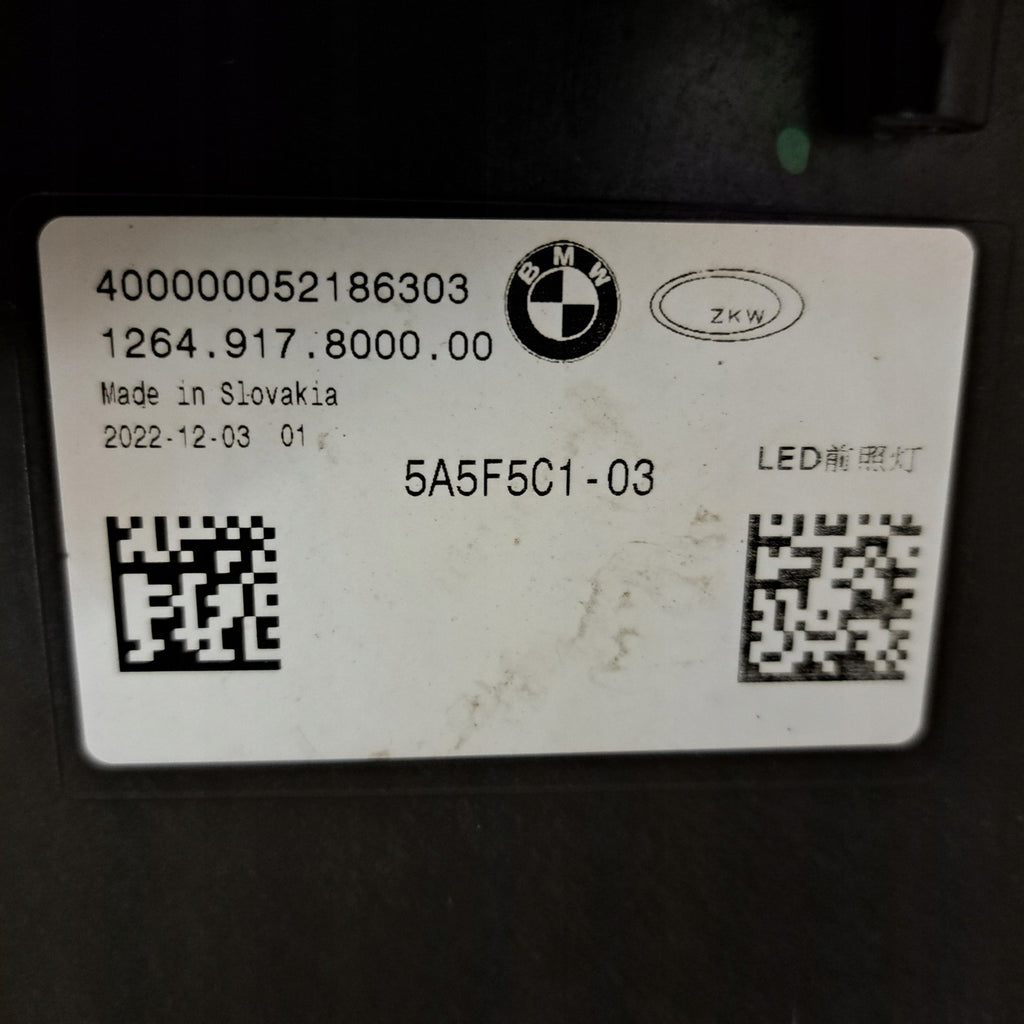 400000052186303
1264.917.8000.00
BMW
ZKW
Made in Slovakia
2022-12-03 01
5A5F5C1-03
LED前照灯